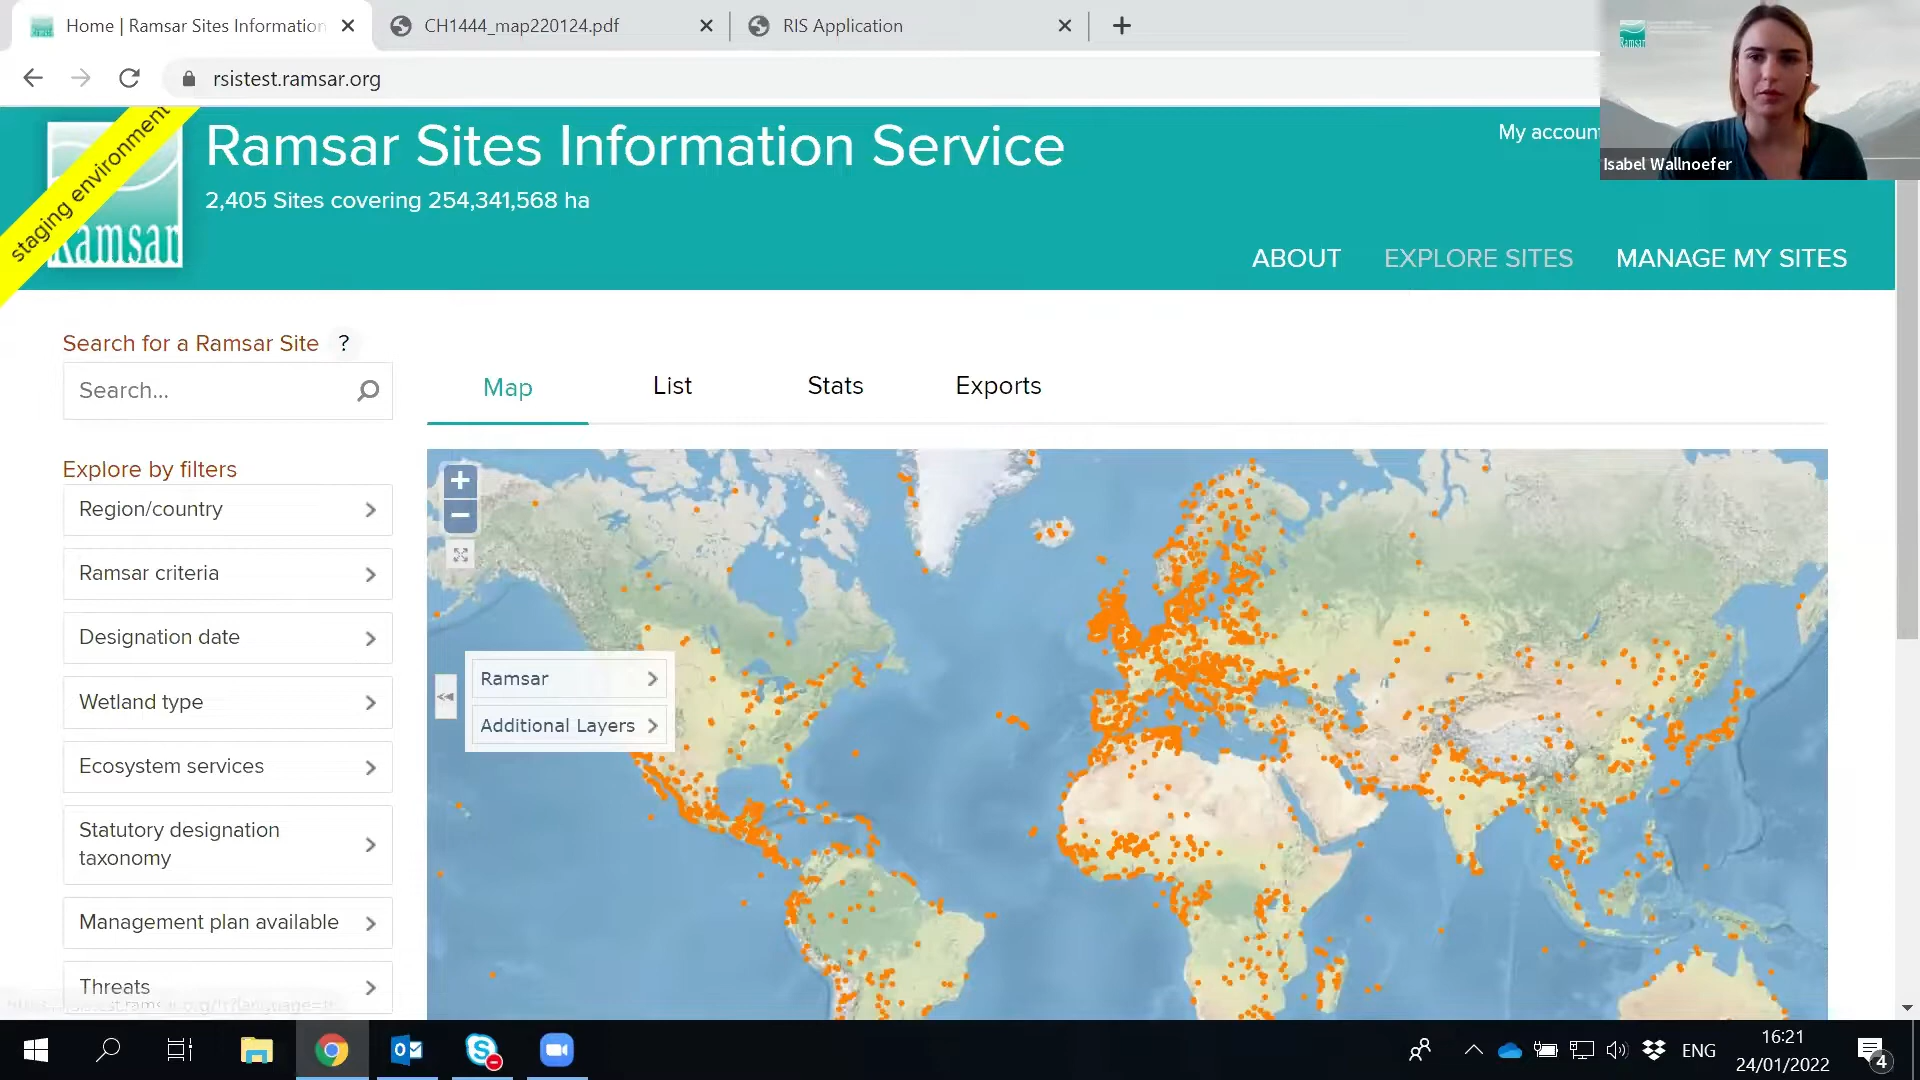 Home | Ramsar Sites Information
CH1444_map220124.pdf
RIS Application
rsistest.ramsar.org
staging environment
Ramsar
Ramsar Sites Information Service
2,405 Sites covering 254,341,568 ha
My account
Ramsar
Isabel Wallnoefer
ABOUT
EXPLORE SITES
MANAGE MY SITES
Search for a Ramsar Site ?
Search...
Map
List
Stats
Exports
Explore by filters
Region/country
Ramsar criteria
Designation date
Wetland type
Ecosystem services
Statutory designation
taxonomy
Management plan available
Threats
+
−
Ramsar
Additional Layers
ENG
16:21
24/01/2022
4